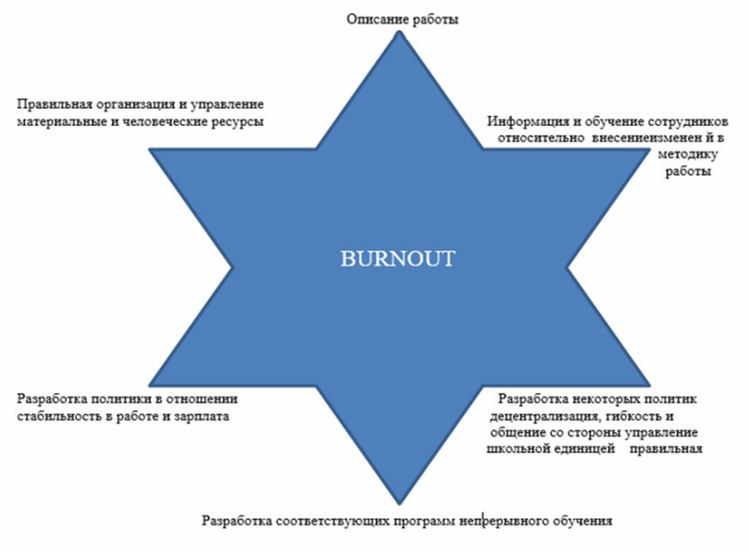 Описание работы
Правильная организация и управление
материальные и человеческие ресурсы
Информация и обучение сотрудников
относительно внесениеизменен й в
методику
работы
BURNOUT
Разработка политики в отношении
стабильность в работе и зарплата
Разработка некоторых политик
децентрализация, гибкость и
общение со стороны управление
школьной единицей правильная
Разработка соответствующих программ непрерывного обучения